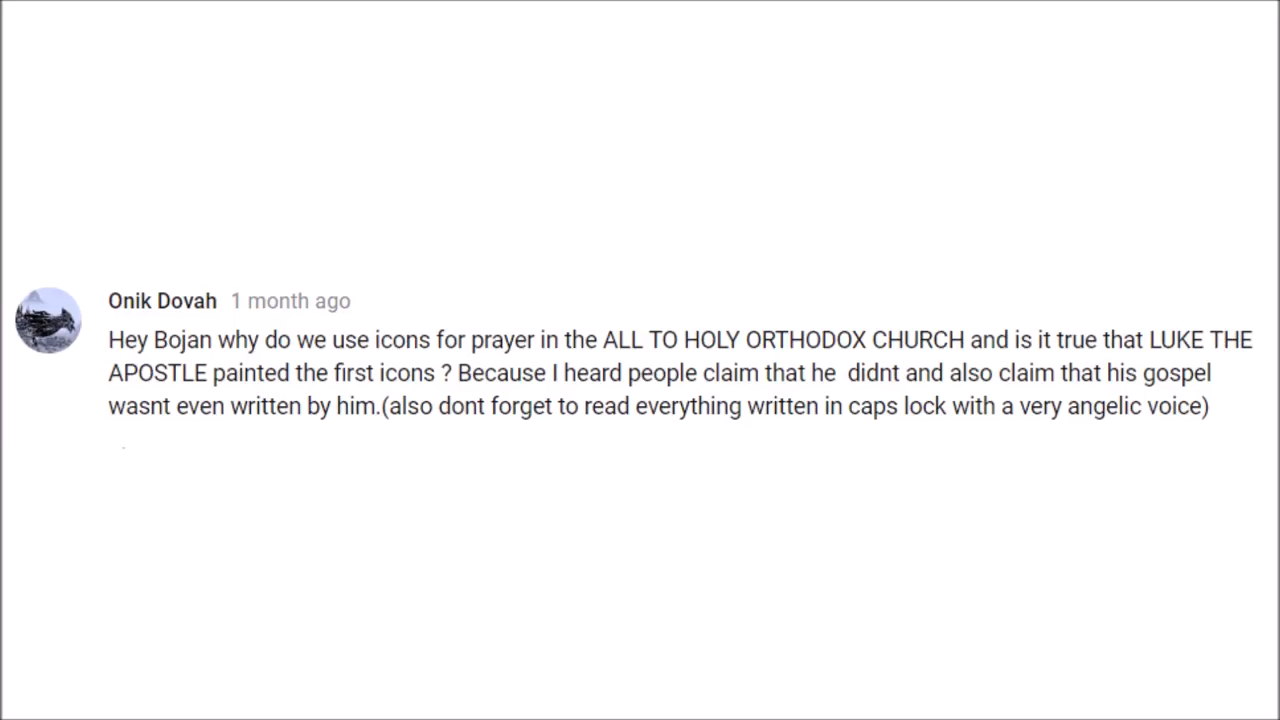 Onik Dovah 1 month ago
Hey Bojan why do we use icons for prayer in the ALL TO HOLY ORTHODOX CHURCH and is it true that LUKE THE
APOSTLE painted the first icons ? Because I heard people claim that he  didnt and also claim that his gospel
wasnt even written by him.(also dont forget to read everything written in caps lock with a very angelic voice)